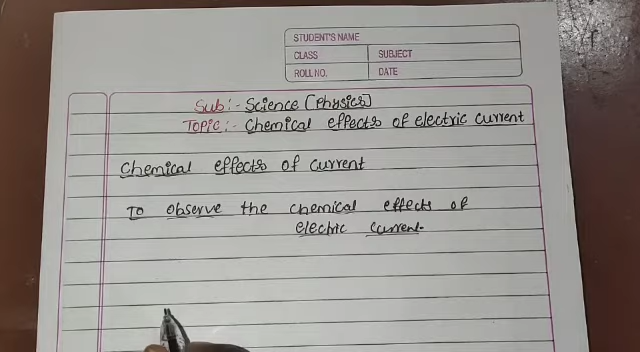 STUDENT'S NAME
CLASS SUBJECT
ROLL NO. DATE
Sub:- Science [Physics]
Topic:- Chemical effects of electric current
Chemical effects of current
To observe the chemical effects of
electric current.